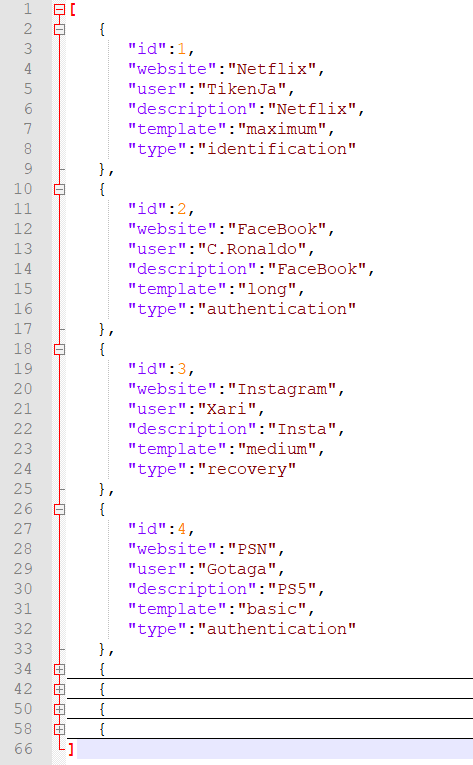 1 [
2 {
3 "id":1,
4 "website":"Netflix",
5 "user":"TikenJa",
6 "description":"Netflix",
7 "template":"maximum",
8 "type":"identification"
9 },
10 {
11 "id":2,
12 "website":"FaceBook",
13 "user":"C.Ronaldo",
14 "description":"FaceBook",
15 "template":"long",
16 "type":"authentication"
17 },
18 {
19 "id":3,
20 "website":"Instagram",
21 "user":"Xari",
22 "description":"Insta",
23 "template":"medium",
24 "type":"recovery"
25 },
26 {
27 "id":4,
28 "website":"PSN",
29 "user":"Gotaga",
30 "description":"PS5",
31 "template":"basic",
32 "type":"authentication"
33 },
34 {
42 {
50 {
58 {
66 ]